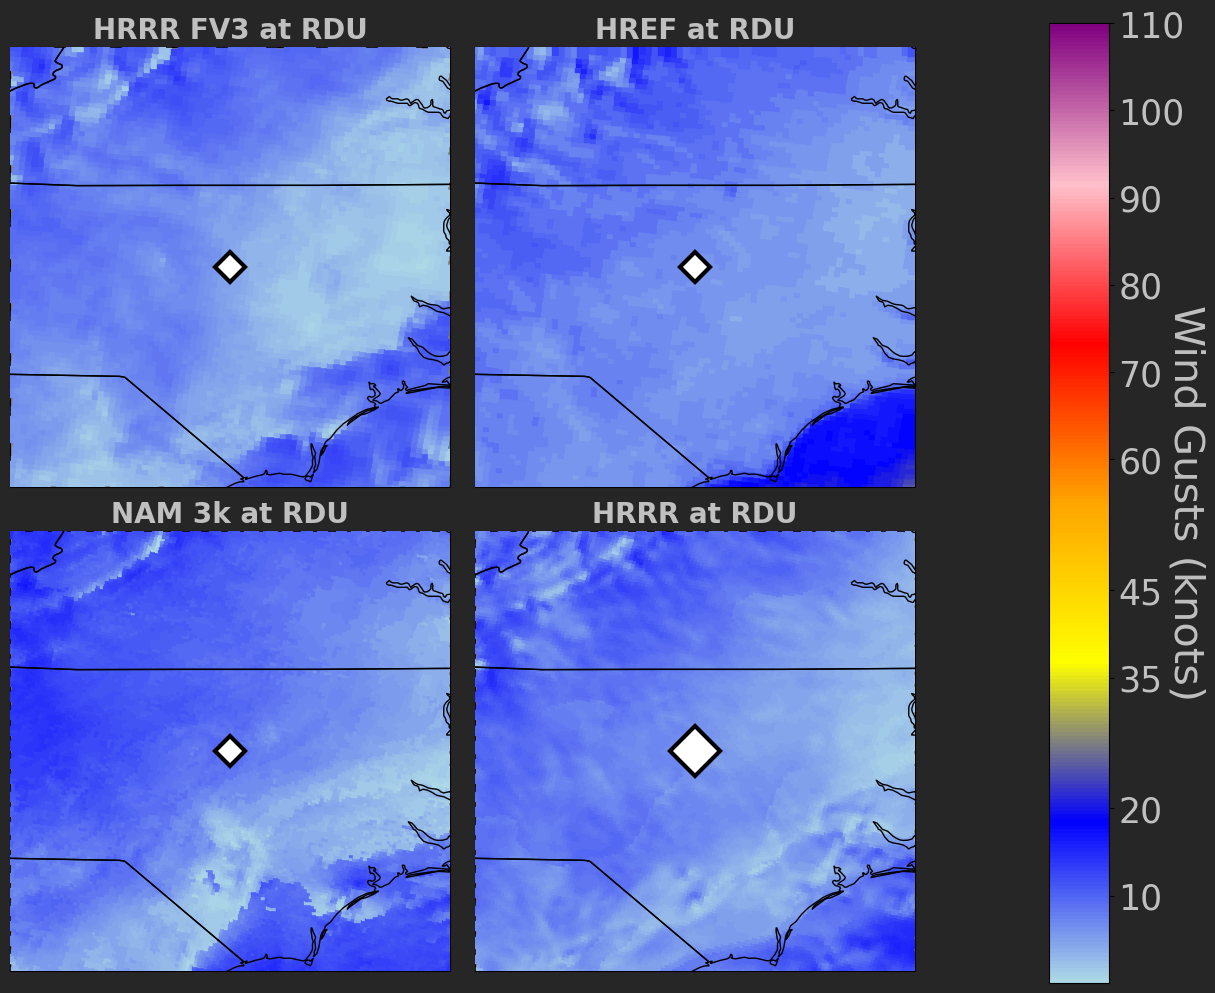 HRRR FV3 at RDU
HREF at RDU
NAM 3k at RDU
HRRR at RDU
110
100
90
80
70
60
45
35
20
10
Wind Gusts (knots)